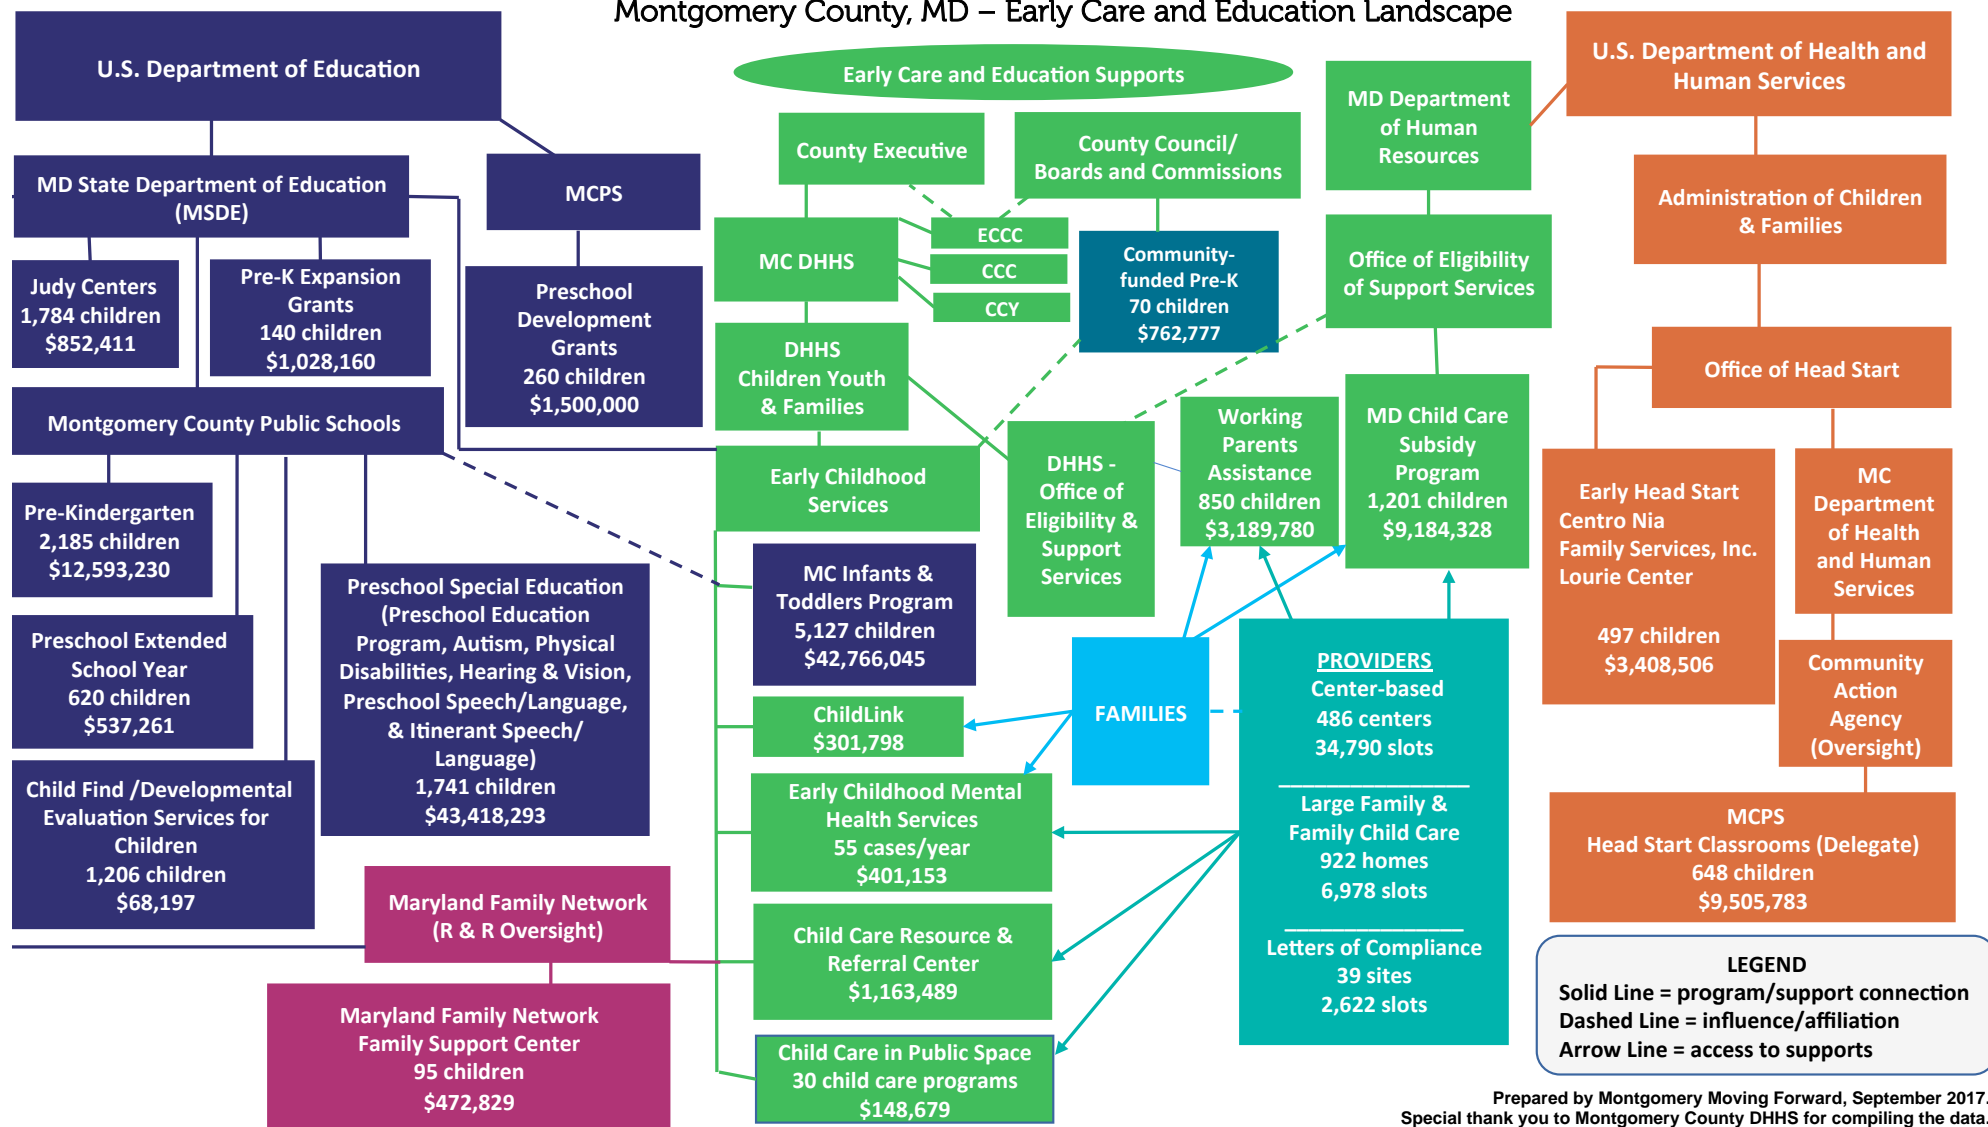 Montgomery County, MD – Early Care and Education Landscape
U.S. Department of Education
MD State Department of Education
(MSDE)
MCPS
Judy Centers
1,784 children
$852,411
Pre-K Expansion
Grants
140 children
$1,028,160
Preschool
Development
Grants
260 children
$1,500,000
Montgomery County Public Schools
Pre-Kindergarten
2,185 children
$12,593,230
Preschool Extended
School Year
620 children
$537,261
Child Find /Developmental
Evaluation Services for
Children
1,206 children
$68,197
Preschool Special Education
(Preschool Education
Program, Autism, Physical
Disabilities, Hearing & Vision,
Preschool Speech/Language,
& Itinerant Speech/
Language)
1,741 children
$43,418,293
Maryland Family Network
(R & R Oversight)
Maryland Family Network
Family Support Center
95 children
$472,829
Early Care and Education Supports
County Executive
County Council/
Boards and Commissions
MC DHHS
ECCC
CCC
CCY
Community-
funded Pre-K
70 children
$762,777
DHHS
Children Youth
& Families
Early Childhood
Services
DHHS -
Office of
Eligibility &
Support
Services
Working
Parents
Assistance
850 children
$3,189,780
MD Department
of Human
Resources
Office of Eligibility
of Support Services
MD Child Care
Subsidy
Program
1,201 children
$9,184,328
MC Infants &
Toddlers Program
5,127 children
$42,766,045
ChildLink
$301,798
Early Childhood Mental
Health Services
55 cases/year
$401,153
Child Care Resource &
Referral Center
$1,163,489
Child Care in Public Space
30 child care programs
$148,679
FAMILIES
PROVIDERS
Center-based
486 centers
34,790 slots
Large Family &
Family Child Care
922 homes
6,978 slots
Letters of Compliance
39 sites
2,622 slots
U.S. Department of Health and
Human Services
Administration of Children
& Families
Office of Head Start
Early Head Start
Centro Nia
Family Services, Inc.
Lourie Center
497 children
$3,408,506
MC
Department
of Health
and Human
Services
Community
Action
Agency
(Oversight)
MCPS
Head Start Classrooms (Delegate)
648 children
$9,505,783
LEGEND
Solid Line = program/support connection
Dashed Line = influence/affiliation
Arrow Line = access to supports
Prepared by Montgomery Moving Forward, September 2017.
Special thank you to Montgomery County DHHS for compiling the data.